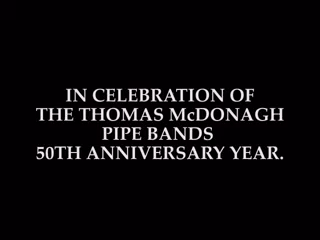 IN CELEBRATION OF
THE THOMAS McDONAGH
PIPE BANDS
50TH ANNIVERSARY YEAR.